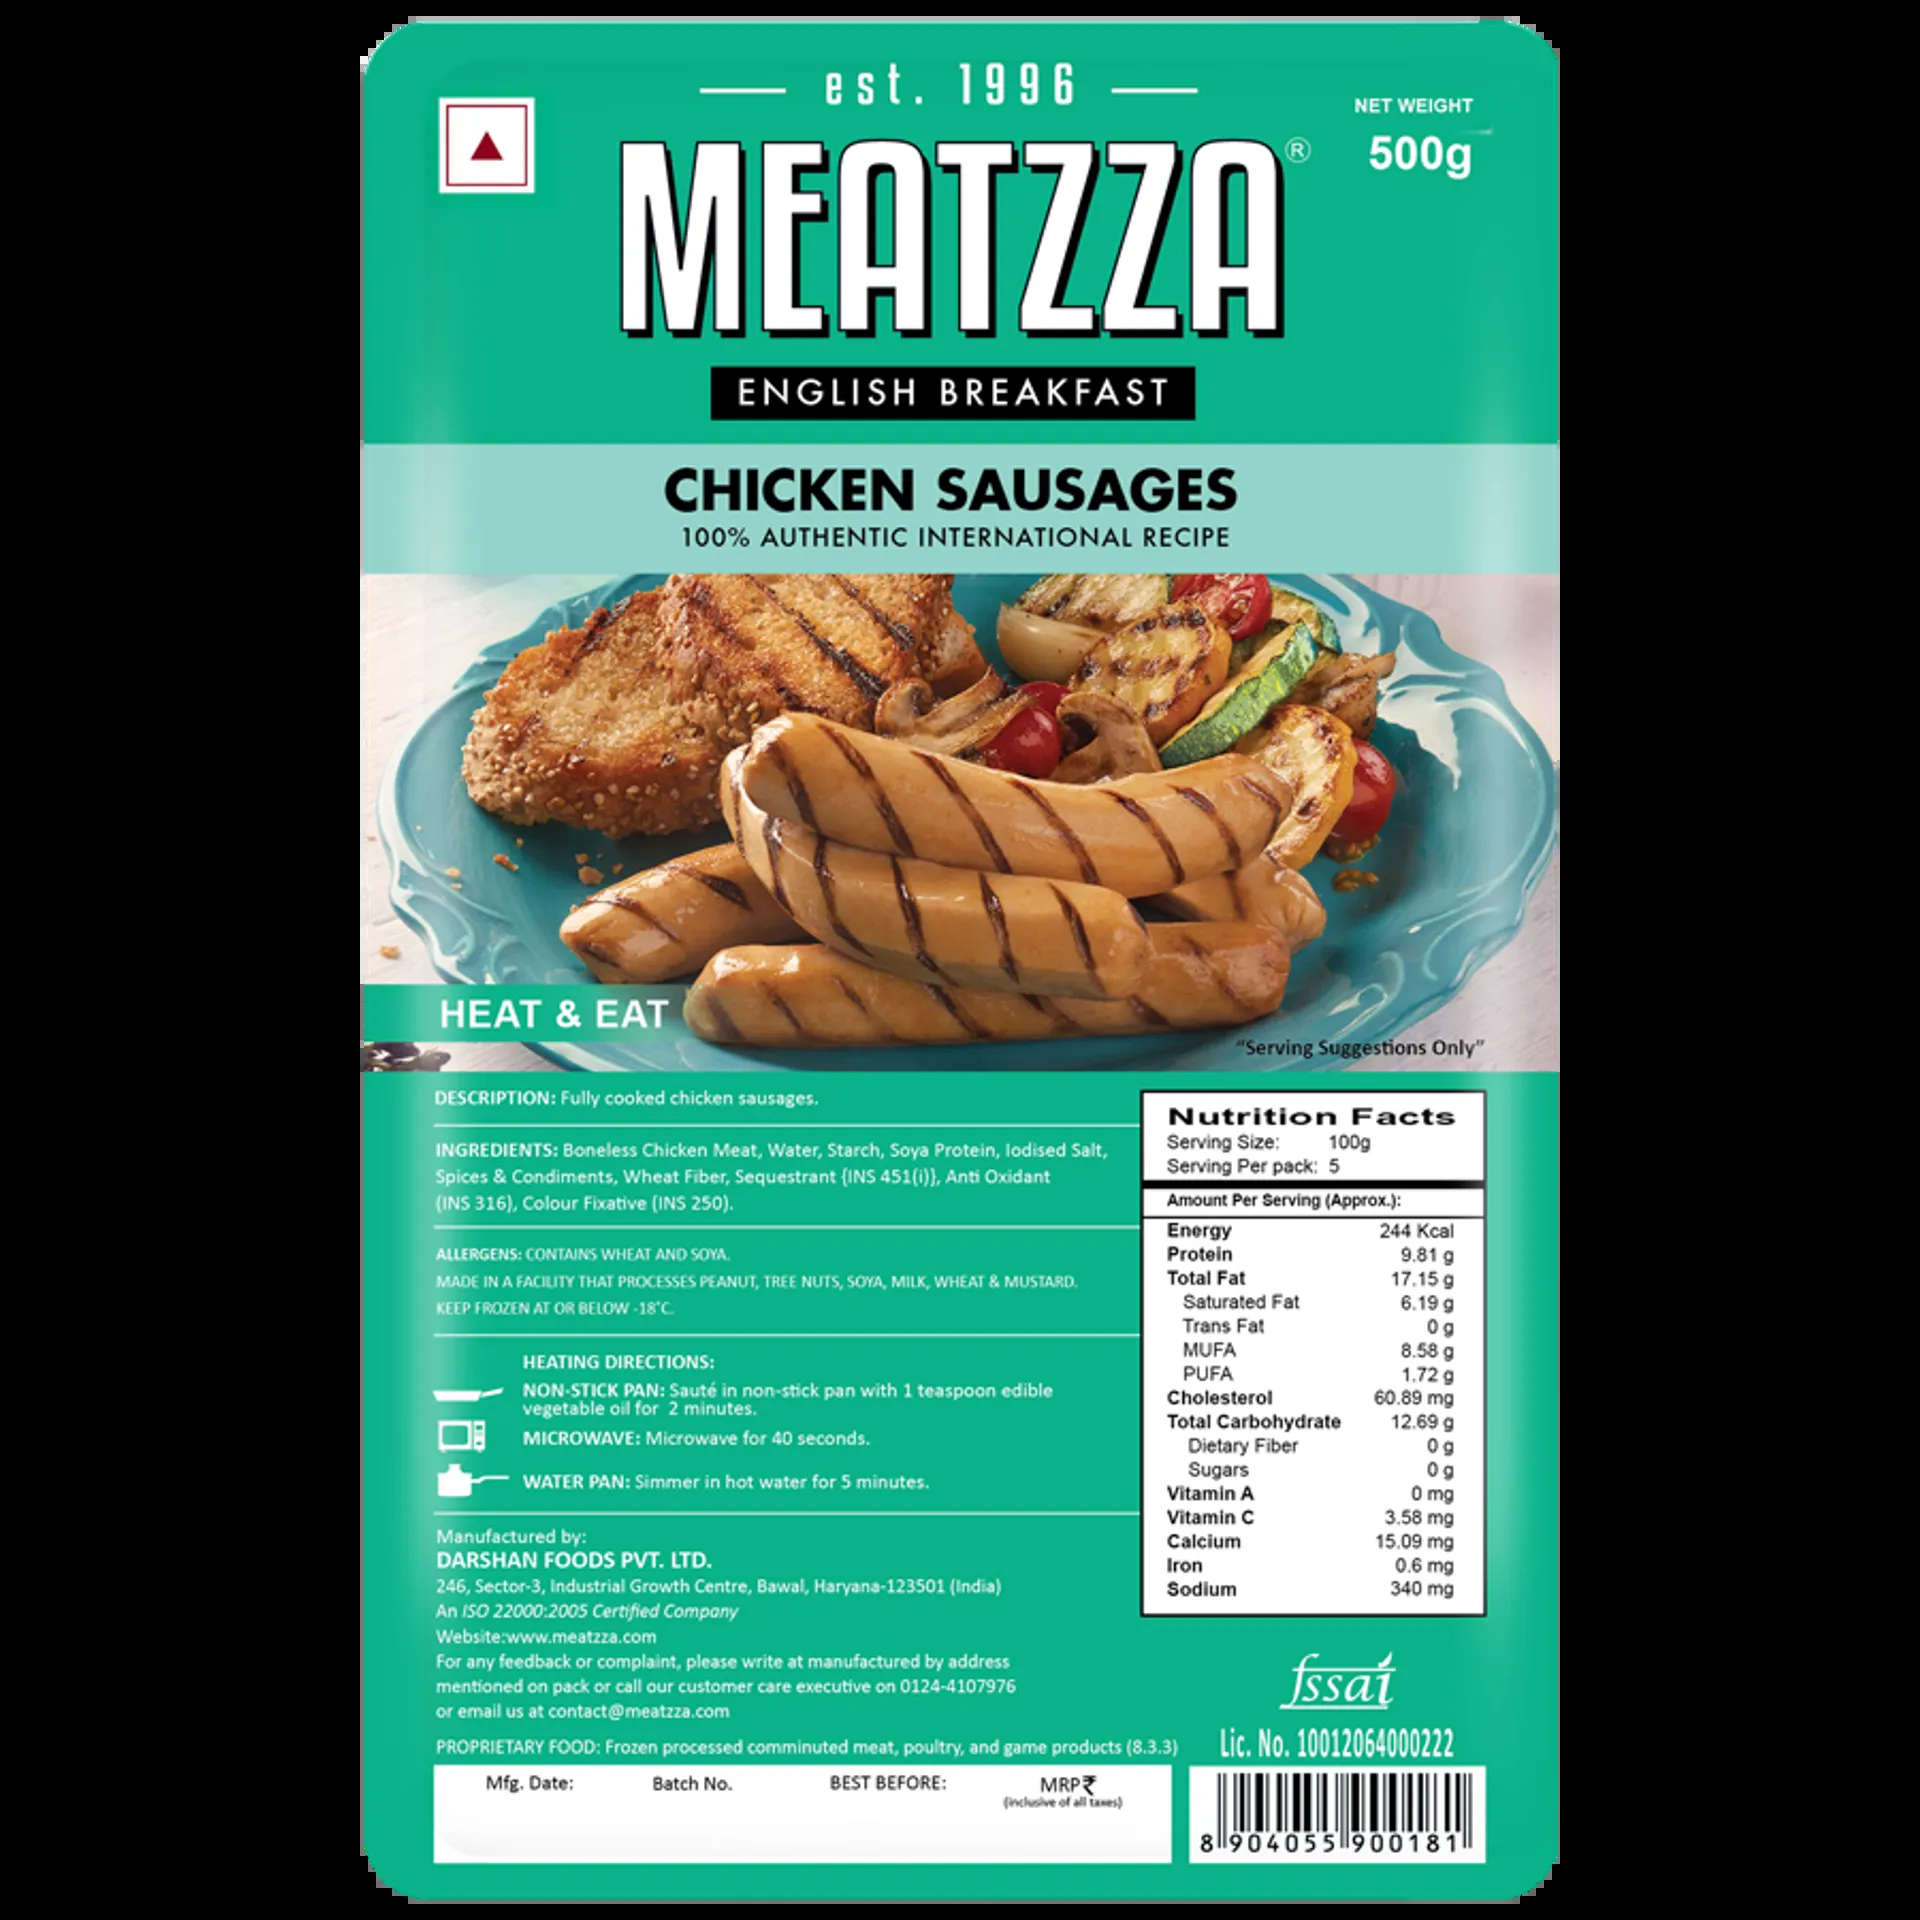 est. 1996
NET WEIGHT
500g
MEATZZA®
ENGLISH BREAKFAST
CHICKEN SAUSAGES
100% AUTHENTIC INTERNATIONAL RECIPE
HEAT & EAT
“Serving Suggestions Only”
DESCRIPTION: Fully cooked chicken sausages.
INGREDIENTS: Boneless Chicken Meat, Water, Starch, Soya Protein, Iodised Salt,
Spices & Condiments, Wheat Fiber, Sequestrant {INS 451(i)}, Anti Oxidant
(INS 316), Colour Fixative (INS 250).
ALLERGENS: CONTAINS WHEAT AND SOYA.
MADE IN A FACILITY THAT PROCESSES PEANUT, TREE NUTS, SOYA, MILK, WHEAT & MUSTARD.
KEEP FROZEN AT OR BELOW -18°C.
HEATING DIRECTIONS:
NON-STICK PAN: Sauté in non-stick pan with 1 teaspoon edible
vegetable oil for 2 minutes.
MICROWAVE: Microwave for 40 seconds.
WATER PAN: Simmer in hot water for 5 minutes.
Manufactured by:
DARSHAN FOODS PVT. LTD.
246, Sector-3, Industrial Growth Centre, Bawal, Haryana-123501 (India)
An ISO 22000:2005 Certified Company
Website:www.meatzza.com
For any feedback or complaint, please write at manufactured by address
mentioned on pack or call our customer care executive on 0124-4107976
or email us at contact@meatzza.com
PROPRIETARY FOOD: Frozen processed comminuted meat, poultry, and game products (8.3.3)
Mfg. Date: Batch No. BEST BEFORE: MRP₹
(inclusive of all taxes)
Nutrition Facts
Serving Size: 100g
Serving Per pack: 5
Amount Per Serving (Approx.):
Energy 244 Kcal
Protein 9.81 g
Total Fat 17.15 g
Saturated Fat 6.19 g
Trans Fat 0 g
MUFA 8.58 g
PUFA 1.72 g
Cholesterol 60.89 mg
Total Carbohydrate 12.69 g
Dietary Fiber 0 g
Sugars 0 g
Vitamin A 0 mg
Vitamin C 3.58 mg
Calcium 15.09 mg
Iron 0.6 mg
Sodium 340 mg
fssai
Lic. No. 10012064000222
8 904055 900181